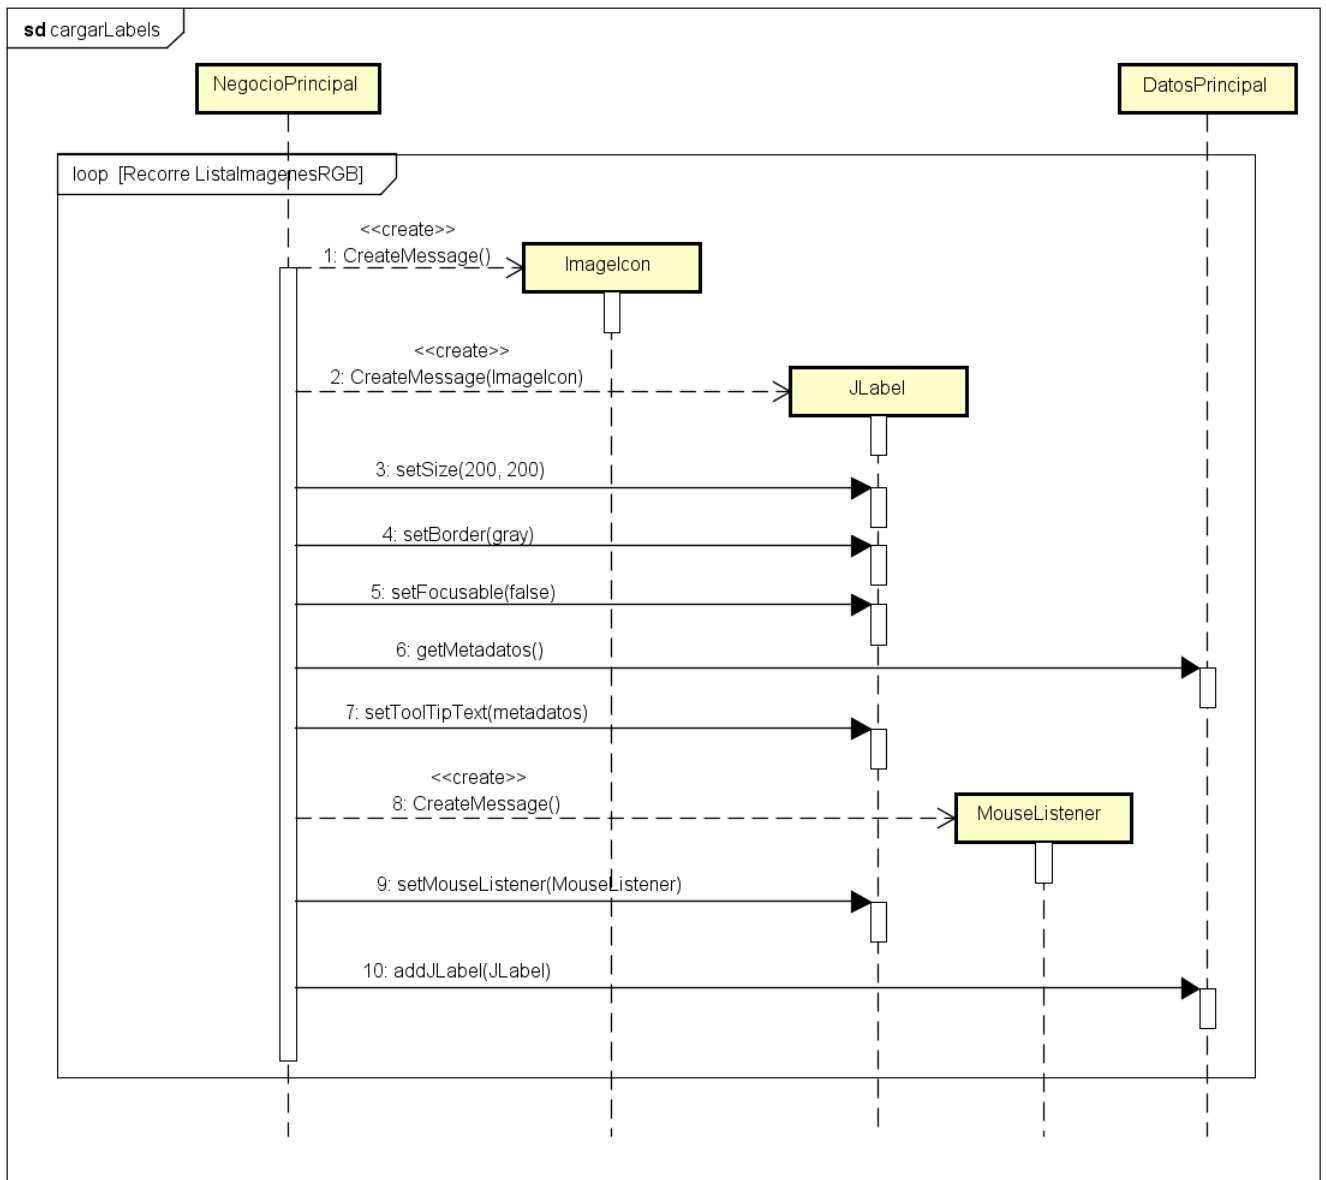 sd cargarLabels
NegocioPrincipal
DatosPrincipal
loop [Recorre ListaImagenesRGB]
<<create>>
1: CreateMessage()
ImageIcon
<<create>>
2: CreateMessage(ImageIcon)
JLabel
3: setSize(200, 200)
4: setBorder(gray)
5: setFocusable(false)
6: getMetadatos()
7: setToolTipText(metadatos)
<<create>>
8: CreateMessage()
MouseListener
9: setMouseListener(MouseListener)
10: addJLabel(JLabel)